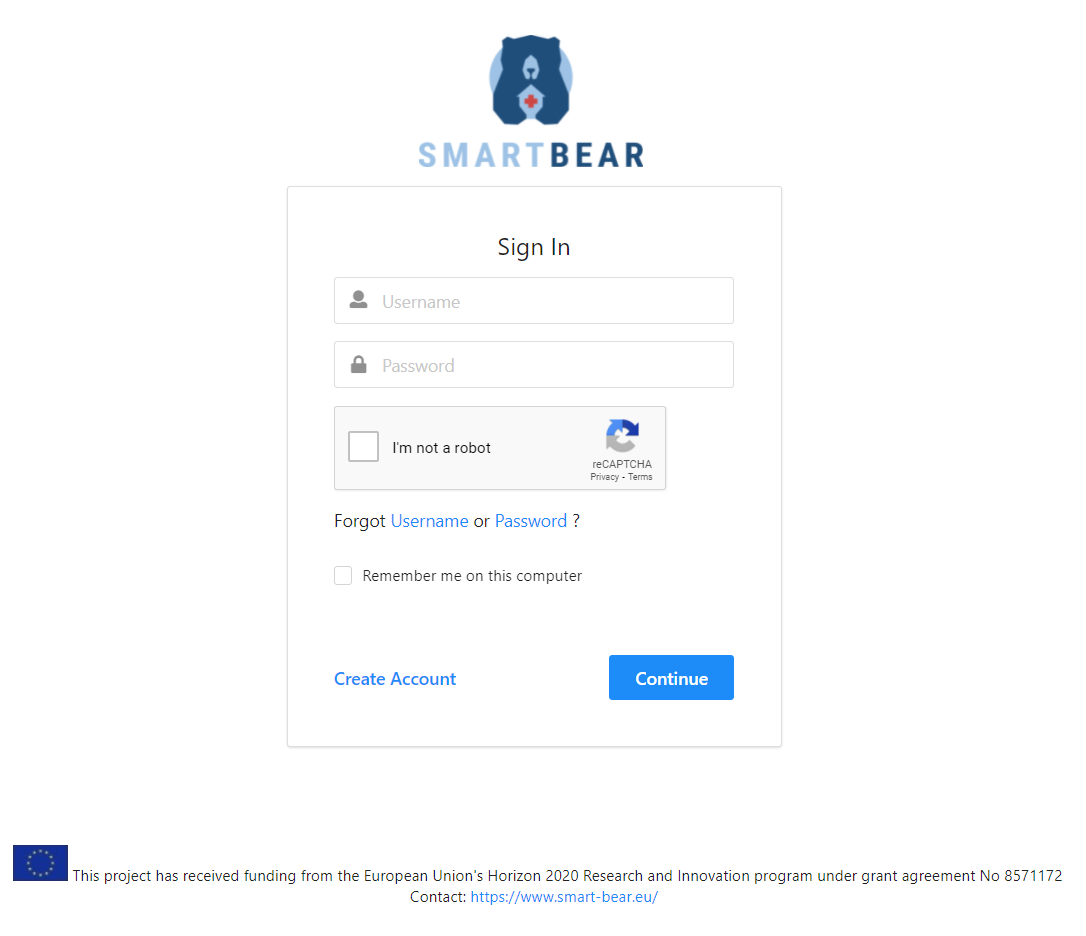 SMARTBEAR
Sign In
Username
Password
I'm not a robot
reCAPTCHA
Privacy - Terms
Forgot Username or Password ?
Remember me on this computer
Create Account
Continue
This project has received funding from the European Union's Horizon 2020 Research and Innovation program under grant agreement No 8571172
Contact: https://www.smart-bear.eu/